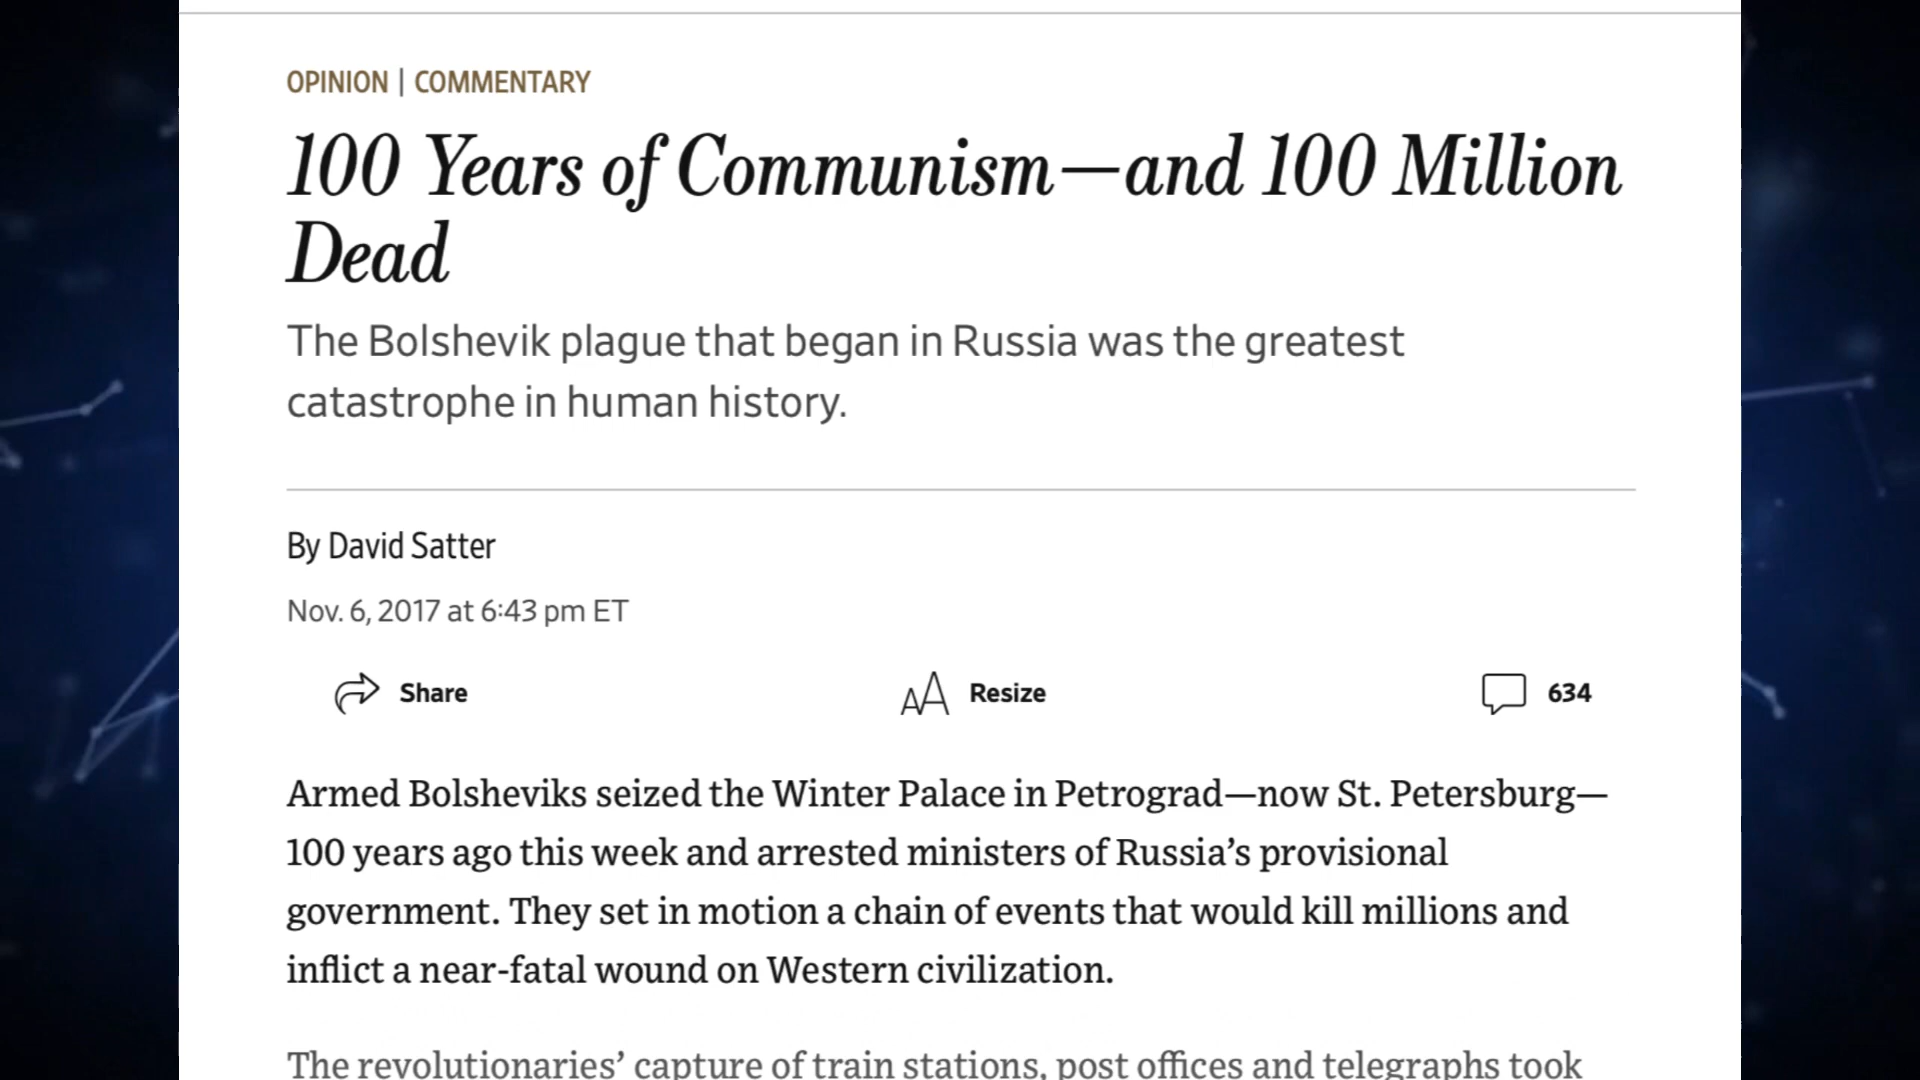 OPINION | COMMENTARY
100 Years of Communism—and 100 Million
Dead
The Bolshevik plague that began in Russia was the greatest
catastrophe in human history.
By David Satter
Nov. 6, 2017 at 6:43 pm ET
Share
AA Resize
634
Armed Bolsheviks seized the Winter Palace in Petrograd—now St. Petersburg—
100 years ago this week and arrested ministers of Russia’s provisional
government. They set in motion a chain of events that would kill millions and
inflict a near-fatal wound on Western civilization.
The revolutionaries’ capture of train stations, post offices and telegraphs took